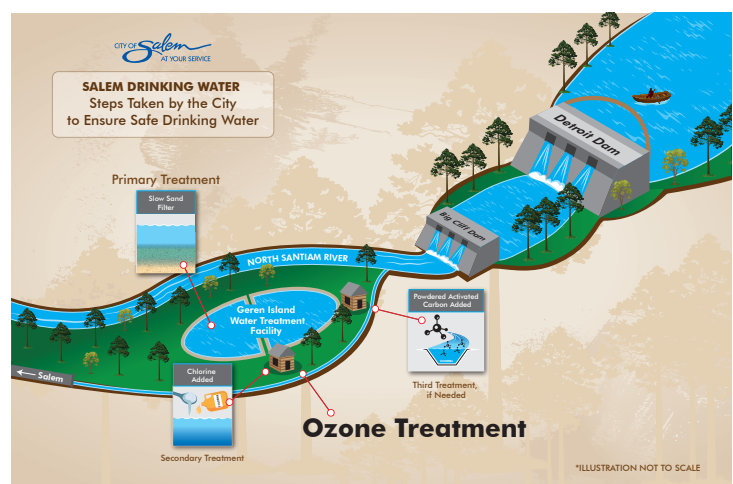 CITY OF Salem
AT YOUR SERVICE
SALEM DRINKING WATER
Steps Taken by the City
to Ensure Safe Drinking Water
Detroit Dam
Primary Treatment
Slow Sand
Filter
Big Cliff Dam
NORTH SANTIAM RIVER
Geren Island
Water Treatment
Facility
Powdered Activated
Carbon Added
Salem
Chlorine
Added
Third Treatment,
if Needed
Ozone Treatment
Secondary Treatment
*ILLUSTRATION NOT TO SCALE